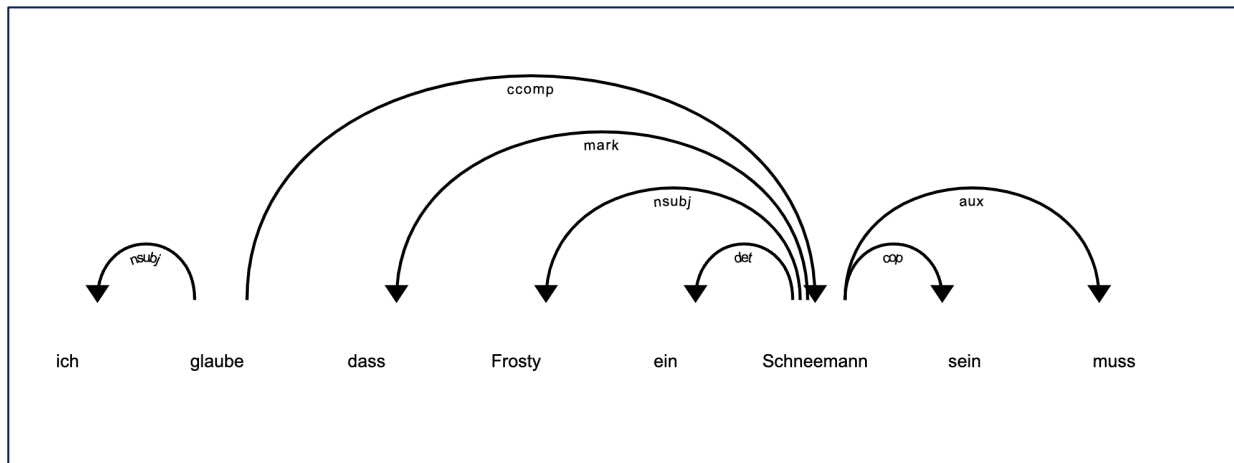 ccomp
mark
nsubj
aux
nsubj
det
cop
ich glaube dass Frosty ein Schneemann sein muss